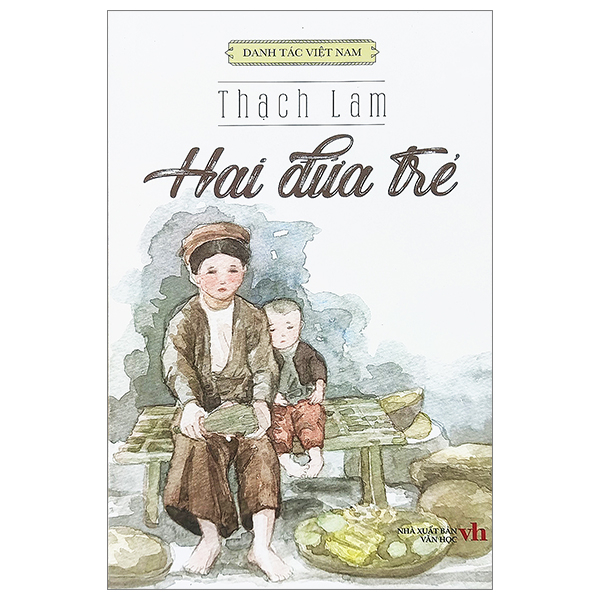 DANH TÁC VIỆT NAM
Thạch Lam
Hai đứa trẻ
NHÀ XUẤT BẢN
VĂN HỌC
vh